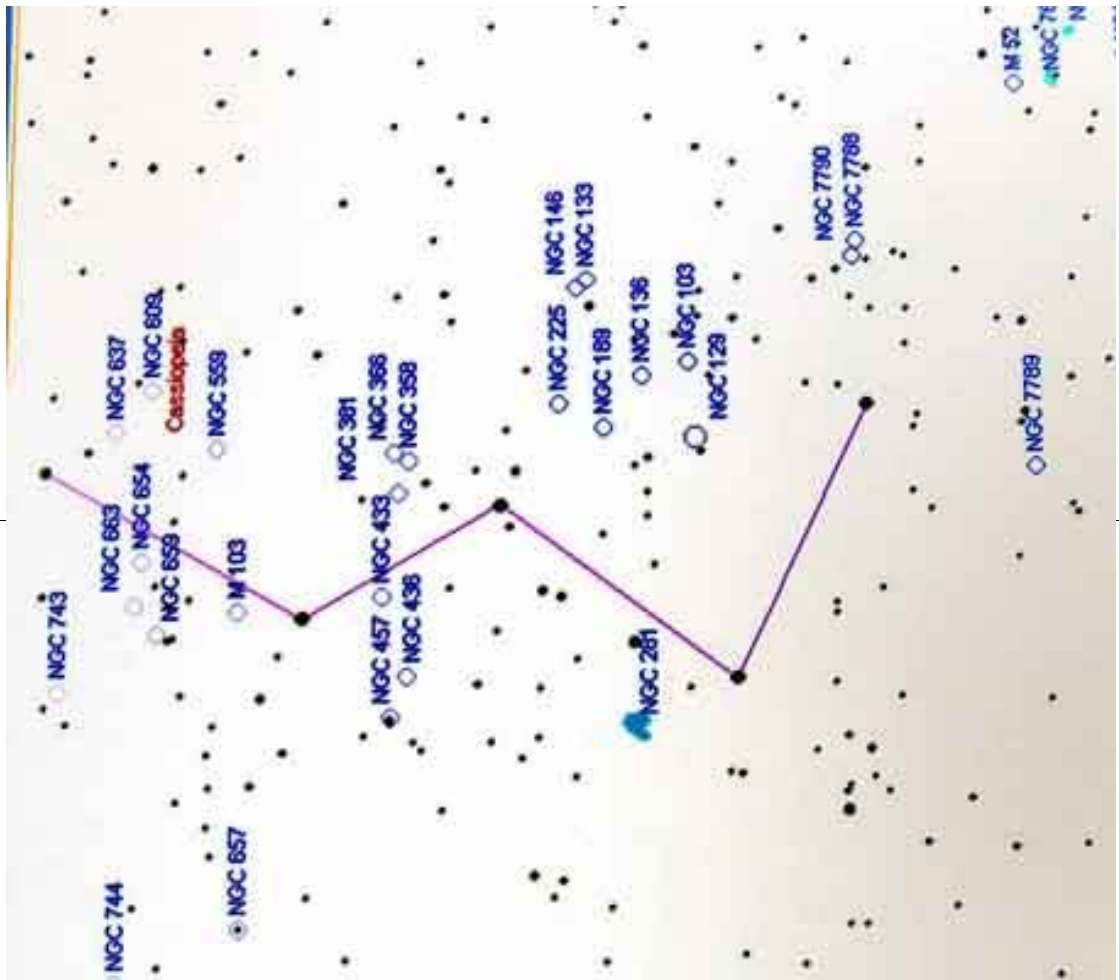 NGC 743
NGC 744
NGC 663
NGC 637
NGC 654
NGC 609
NGC 659
Cassiopeia
NGC 559
M 103
NGC 657
NGC 381
NGC 366
NGC 358
NGC 433
NGC 457
NGC 436
NGC 146
NGC 133
NGC 225
NGC 189
NGC 136
NGC 103
NGC 129
NGC 281
NGC 7790
NGC 7788
NGC 7789
M 52